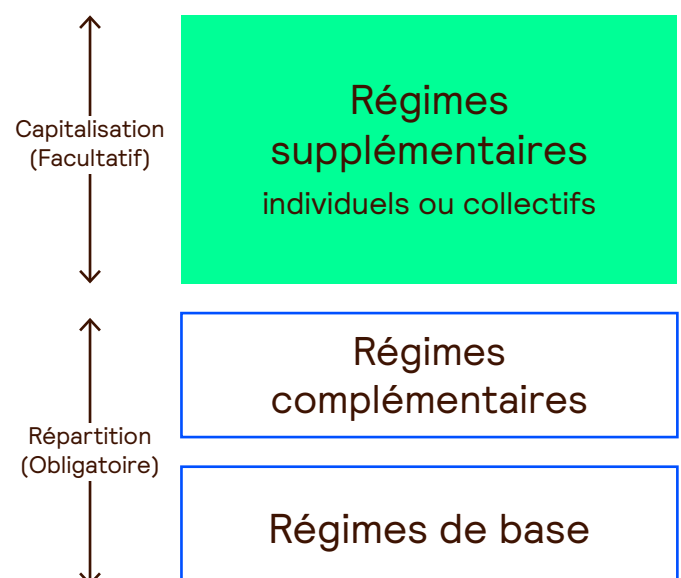 Capitalisation
(Facultatif)
Régimes
supplémentaires
individuels ou collectifs
Répartition
(Obligatoire)
Régimes
complémentaires
Régimes de base